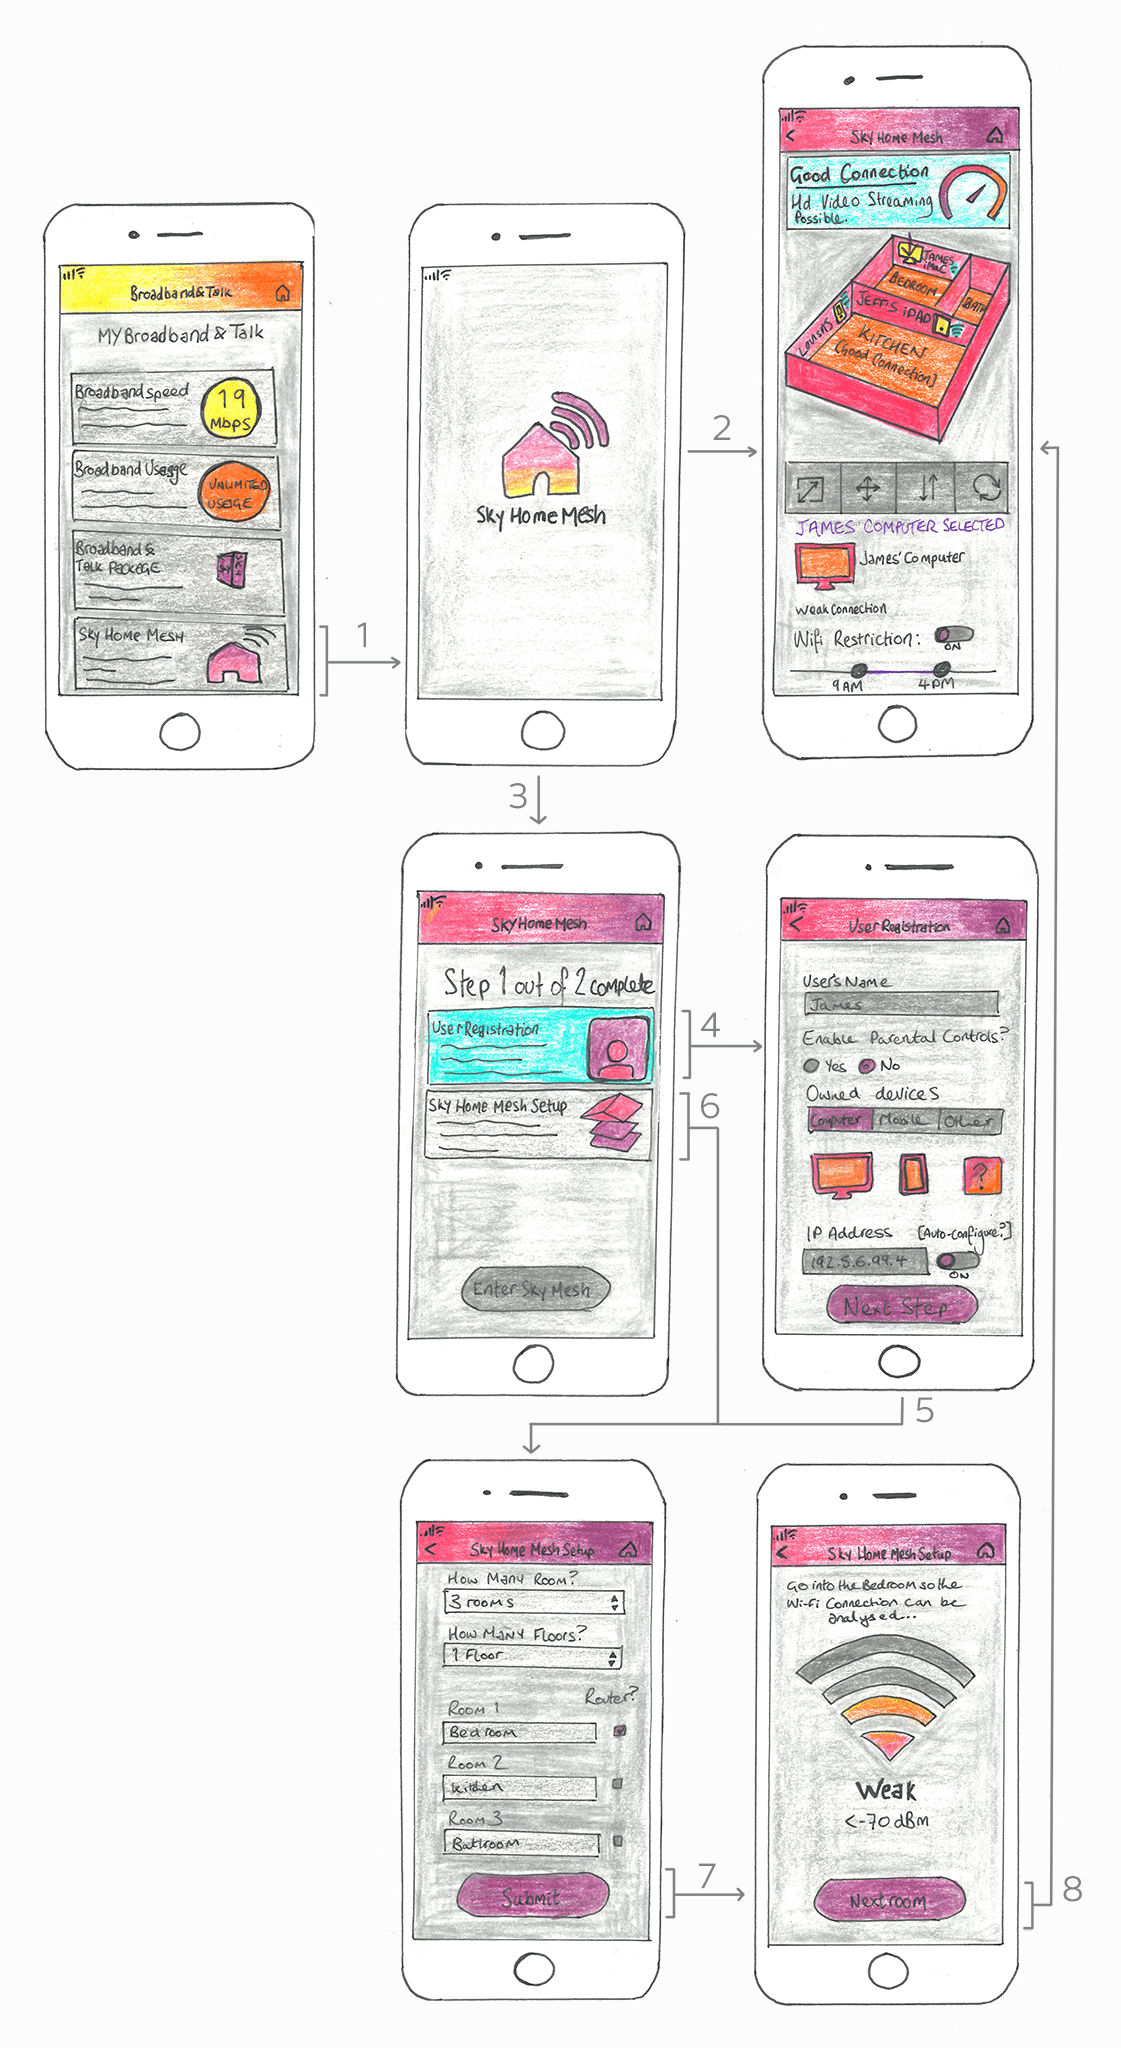 Broadband & Talk
MY Broadband & Talk
Broadband speed
19
Mbps
Broadband Useage
UNLIMITED
USEAGE
Broadband &
TALK PACKAGE
SKY
SKY
Sky Home Mesh
1
Sky Home Mesh
2
Sky Home Mesh
Good Connection
Hd Video Streaming
Possible.
JAMES
iMAC
BEDROOM
BATH
JEFF'S iPAD
KITCHEN
(Good Connection)
JAMES' COMPUTER SELECTED
James' Computer
Weak Connection
Wifi Restriction:
ON
9AM
4PM
3
Sky Home Mesh
Step 1 out of 2 complete
User Registration
4
Sky Home Mesh Setup
6
Enter Sky Mesh
User Registration
User's Name
James
Enable Parental Controls?
Yes
No
Owned devices
Computer
Mobile
Other
?
IP Address
[Auto-configure?]
192.5.6.99.4
ON
Next Step
5
Sky Home Mesh Setup
How Many Room?
3 rooms
How Many Floors?
1 Floor
Router?
Room 1
Bedroom
Room 2
kitchen
Room 3
Batroom
Submit
7
Sky Home Mesh Setup
Go into the Bedroom so the
Wi-Fi Connection can be
analysed...
Weak
<-70 dBm
Next room
8